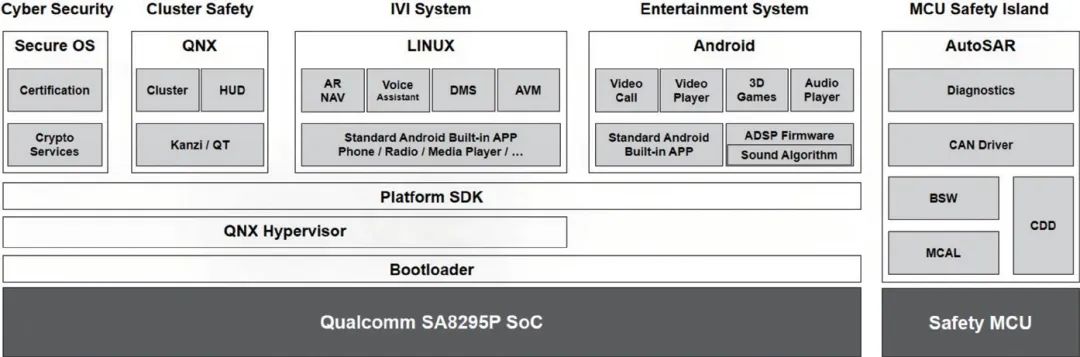 Cyber Security
Cluster Safety
IVI System
Entertainment System
MCU Safety Island
Secure OS
QNX
LINUX
Android
AutoSAR
Certification
Cluster
HUD
AR
NAV
Voice
Assistant
DMS
AVM
Video
Call
Video
Player
3D
Games
Audio
Player
Diagnostics
Crypto
Services
Kanzi / QT
Standard Android Built-in APP
Phone / Radio / Media Player / ...
Standard Android
Built-in APP
ADSP Firmware
Sound Algorithm
CAN Driver
Platform SDK
BSW
CDD
QNX Hypervisor
MCAL
Bootloader
Qualcomm SA8295P SoC
Safety MCU